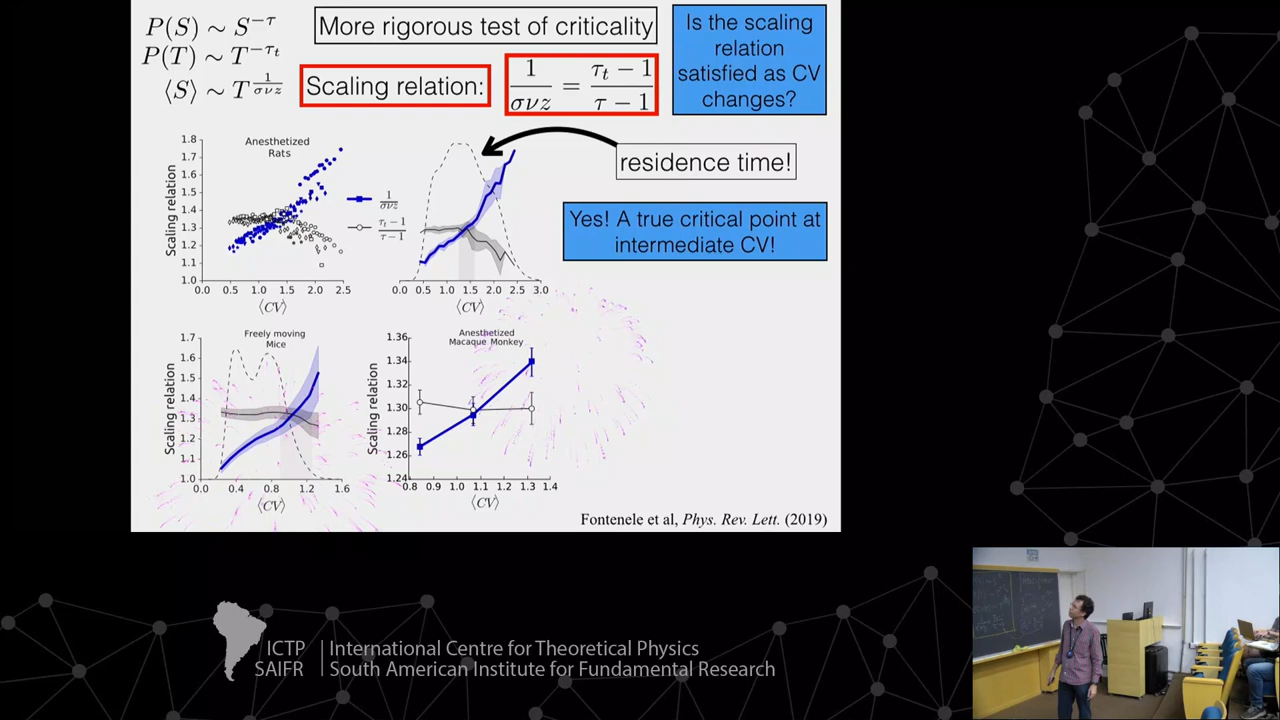 P(S) ∼ S^{-τ}
P(T) ∼ T^{-τ_t}
⟨S⟩ ∼ T^{1/σνz}
More rigorous test of criticality
Scaling relation:
1/σνz = (τ_t − 1)/(τ − 1)
Is the scaling
relation
satisfied as CV
changes?
Anesthetized
Rats
Scaling relation
1.8
1.7
1.6
1.5
1.4
1.3
1.2
1.1
1.0
0.0 0.5 1.0 1.5 2.0 2.5
⟨CV⟩
1/σνz
(τ_t − 1)/(τ − 1)
0.0 0.5 1.0 1.5 2.0 2.5 3.0
⟨CV⟩
residence time!
Yes! A true critical point at
intermediate CV!
Freely moving
Mice
Scaling relation
1.7
1.6
1.5
1.4
1.3
1.2
1.1
1.0
0.0 0.4 0.8 1.2 1.6
⟨CV⟩
Anesthetized
Macaque Monkey
Scaling relation
1.36
1.34
1.32
1.30
1.28
1.26
1.24
0.8 0.9 1.0 1.1 1.2 1.3 1.4
⟨CV⟩
Fontenele et al, Phys. Rev. Lett. (2019)
ICTP
SAIFR
International Centre for Theoretical Physics
South American Institute for Fundamental Research